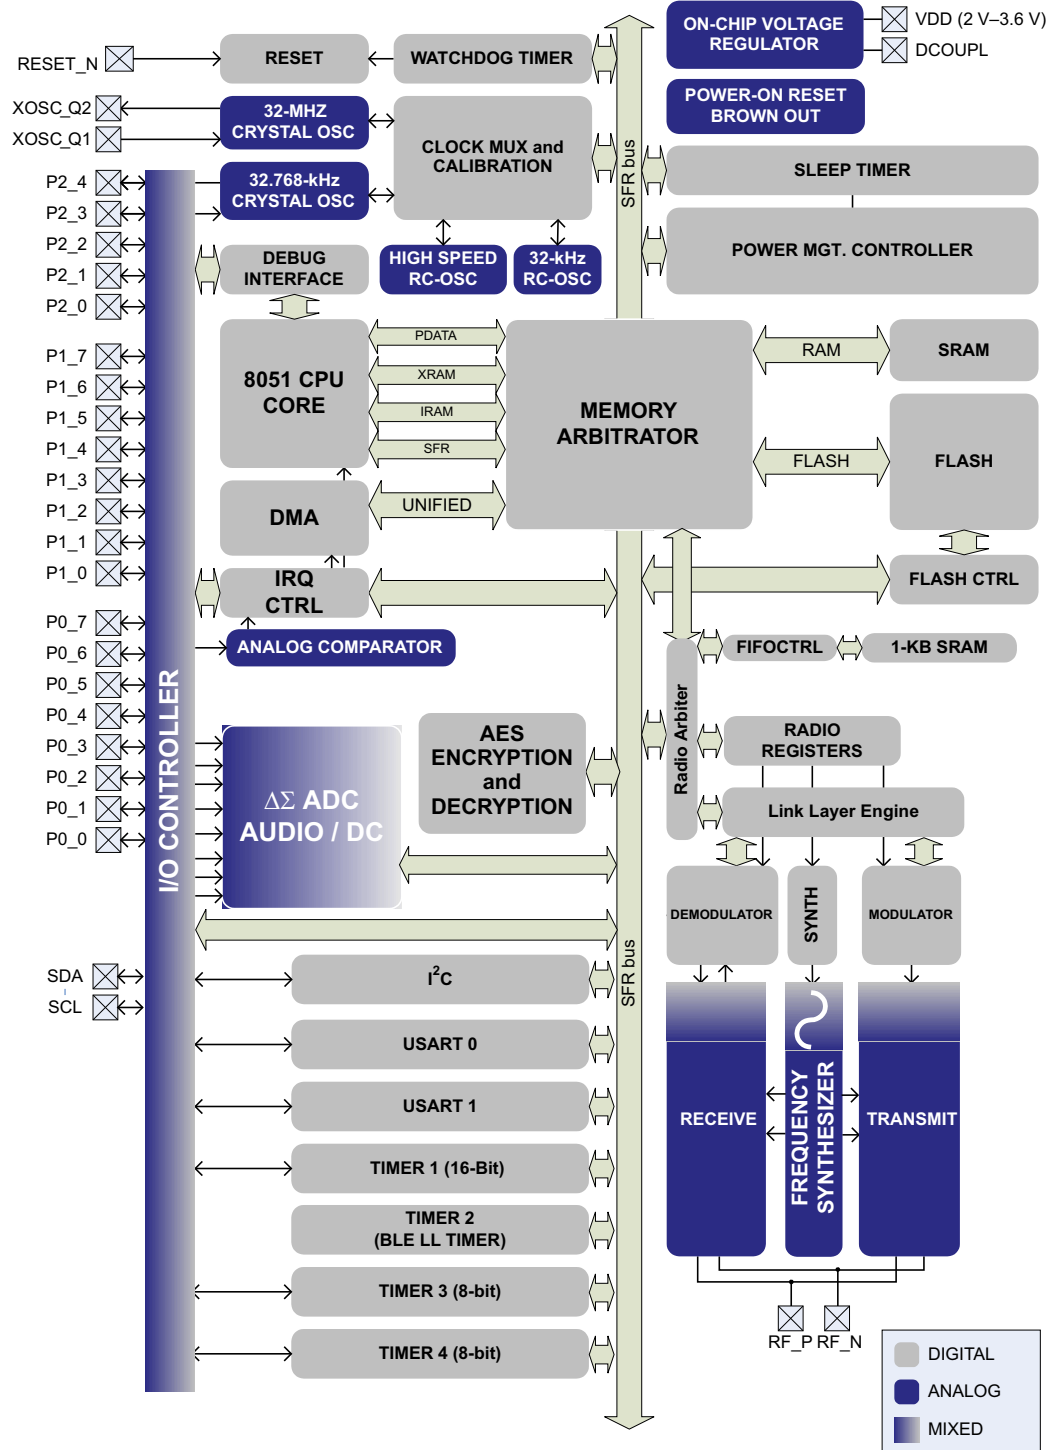 ON-CHIP VOLTAGE
REGULATOR
VDD (2 V–3.6 V)
DCOUPL
RESET_N
RESET
WATCHDOG TIMER
POWER-ON RESET
BROWN OUT
XOSC_Q2
XOSC_Q1
32-MHZ
CRYSTAL OSC
CLOCK MUX and
CALIBRATION
SFR bus
SLEEP TIMER
P2_4
P2_3
P2_2
P2_1
P2_0
32.768-kHz
CRYSTAL OSC
POWER MGT. CONTROLLER
DEBUG
INTERFACE
HIGH SPEED
RC-OSC
32-kHz
RC-OSC
P1_7
P1_6
P1_5
P1_4
P1_3
P1_2
P1_1
P1_0
8051 CPU
CORE
PDATA
XRAM
IRAM
SFR
MEMORY
ARBITRATOR
RAM
SRAM
FLASH
FLASH
DMA
UNIFIED
IRQ
CTRL
FLASH CTRL
P0_7
P0_6
P0_5
P0_4
P0_3
P0_2
P0_1
P0_0
ANALOG COMPARATOR
FIFOCTRL
1-KB SRAM
I/O CONTROLLER
Radio Arbiter
ΔΣ ADC
AUDIO / DC
AES
ENCRYPTION
and
DECRYPTION
RADIO
REGISTERS
Link Layer Engine
DEMODULATOR
SYNTH
MODULATOR
SDA
SCL
SFR bus
I2C
USART 0
USART 1
TIMER 1 (16-Bit)
TIMER 2
(BLE LL TIMER)
TIMER 3 (8-bit)
TIMER 4 (8-bit)
RECEIVE
FREQUENCY
SYNTHESIZER
TRANSMIT
RF_P
RF_N
DIGITAL
ANALOG
MIXED